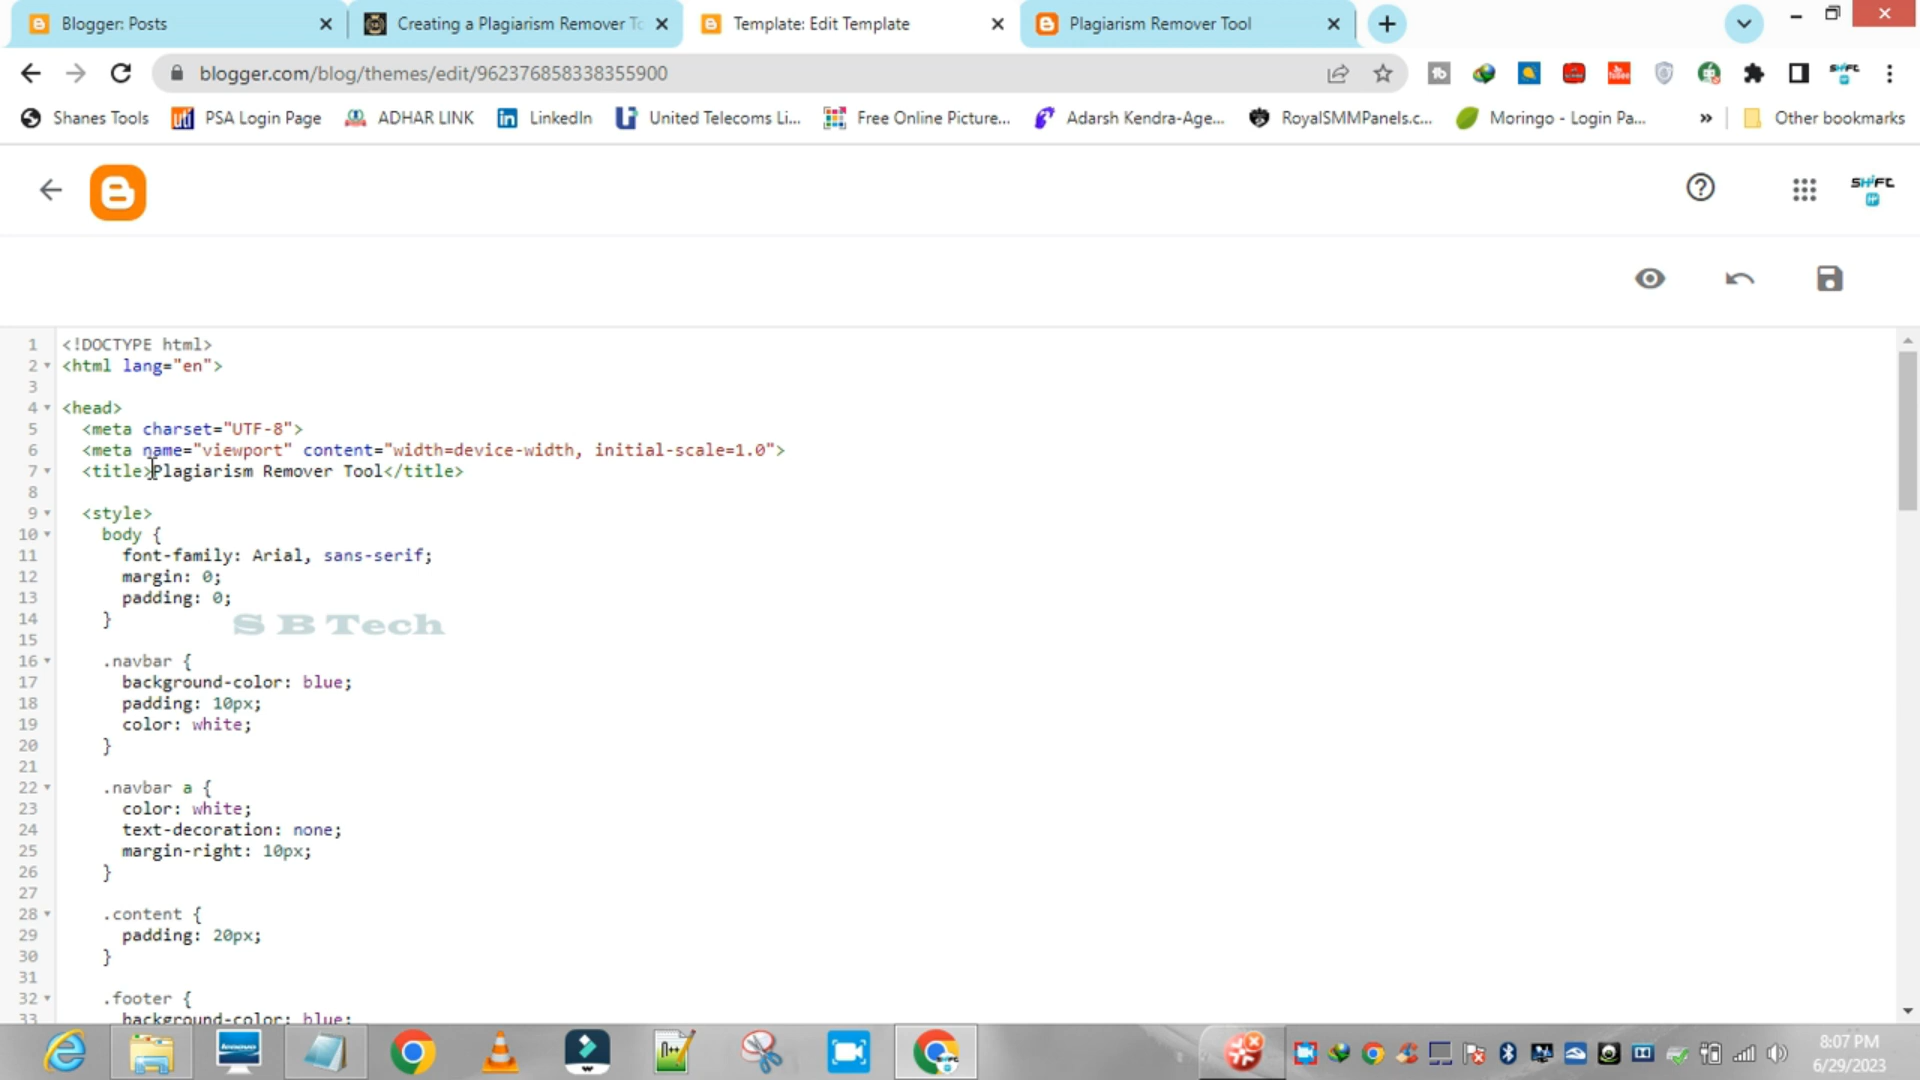 Blogger: Posts
Creating a Plagiarism Remover To
Template: Edit Template
Plagiarism Remover Tool
blogger.com/blog/themes/edit/962376858338355900
Shanes Tools
PSA Login Page
ADHAR LINK
LinkedIn
United Telecoms Li...
Free Online Picture...
Adarsh Kendra-Age...
RoyalSMMPanels.c...
Moringo - Login Pa...
»
Other bookmarks
SHIFT
1 <!DOCTYPE html>
2 <html lang="en">
3
4 <head>
5 <meta charset="UTF-8">
6 <meta name="viewport" content="width=device-width, initial-scale=1.0">
7 <title>Plagiarism Remover Tool</title>
8
9 <style>
10 body {
11 font-family: Arial, sans-serif;
12 margin: 0;
13 padding: 0;
14 }
S B Tech
15
16 .navbar {
17 background-color: blue;
18 padding: 10px;
19 color: white;
20 }
21
22 .navbar a {
23 color: white;
24 text-decoration: none;
25 margin-right: 10px;
26 }
27
28 .content {
29 padding: 20px;
30 }
31
32 .footer {
33 background-color: blue;
8:07 PM
6/29/2023